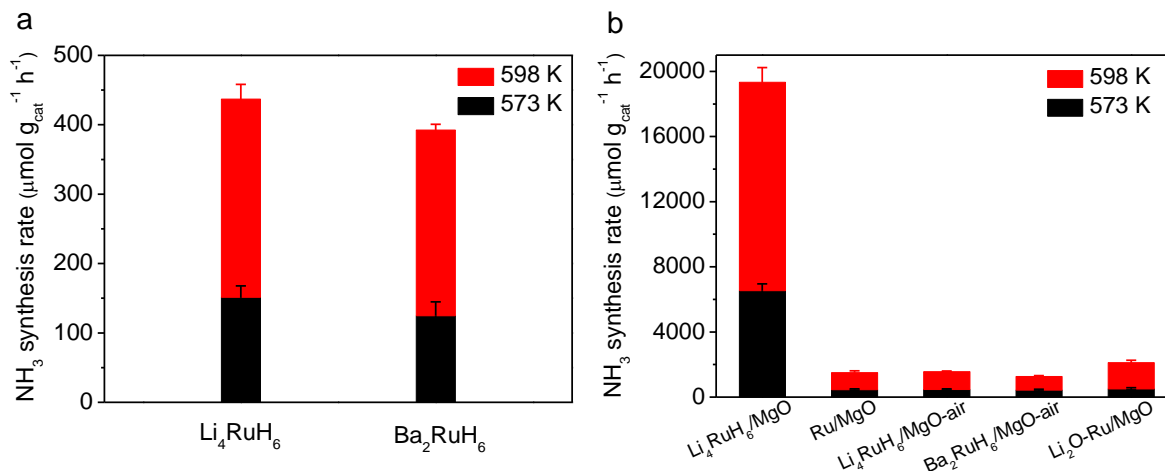 a
NH₃ synthesis rate (μmol g_cat⁻¹ h⁻¹)
500
400
300
200
100
0
598 K
573 K
Li₄RuH₆
Ba₂RuH₆
b
NH₃ synthesis rate (μmol g_cat⁻¹ h⁻¹)
20000
16000
12000
8000
4000
0
598 K
573 K
Li₄RuH₆/MgO
Ru/MgO
Li₄RuH₆/MgO-air
Ba₂RuH₆/MgO-air
Li₂O-Ru/MgO